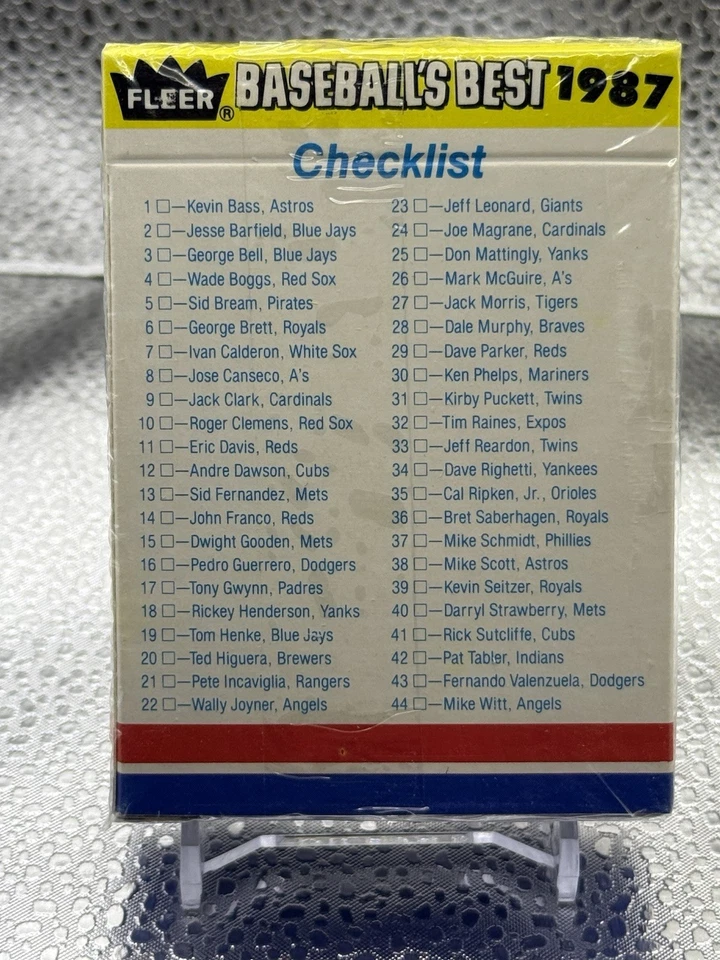 FLEER® BASEBALL'S BEST 1987
Checklist
1 □—Kevin Bass, Astros
2 □—Jesse Barfield, Blue Jays
3 □—George Bell, Blue Jays
4 □—Wade Boggs, Red Sox
5 □—Sid Bream, Pirates
6 □—George Brett, Royals
7 □—Ivan Calderon, White Sox
8 □—Jose Canseco, A's
9 □—Jack Clark, Cardinals
10 □—Roger Clemens, Red Sox
11 □—Eric Davis, Reds
12 □—Andre Dawson, Cubs
13 □—Sid Fernandez, Mets
14 □—John Franco, Reds
15 □—Dwight Gooden, Mets
16 □—Pedro Guerrero, Dodgers
17 □—Tony Gwynn, Padres
18 □—Rickey Henderson, Yanks
19 □—Tom Henke, Blue Jays
20 □—Ted Higuera, Brewers
21 □—Pete Incaviglia, Rangers
22 □—Wally Joyner, Angels
23 □—Jeff Leonard, Giants
24 □—Joe Magrane, Cardinals
25 □—Don Mattingly, Yanks
26 □—Mark McGuire, A's
27 □—Jack Morris, Tigers
28 □—Dale Murphy, Braves
29 □—Dave Parker, Reds
30 □—Ken Phelps, Mariners
31 □—Kirby Puckett, Twins
32 □—Tim Raines, Expos
33 □—Jeff Reardon, Twins
34 □—Dave Righetti, Yankees
35 □—Cal Ripken, Jr., Orioles
36 □—Bret Saberhagen, Royals
37 □—Mike Schmidt, Phillies
38 □—Mike Scott, Astros
39 □—Kevin Seitzer, Royals
40 □—Darryl Strawberry, Mets
41 □—Rick Sutcliffe, Cubs
42 □—Pat Tabler, Indians
43 □—Fernando Valenzuela, Dodgers
44 □—Mike Witt, Angels